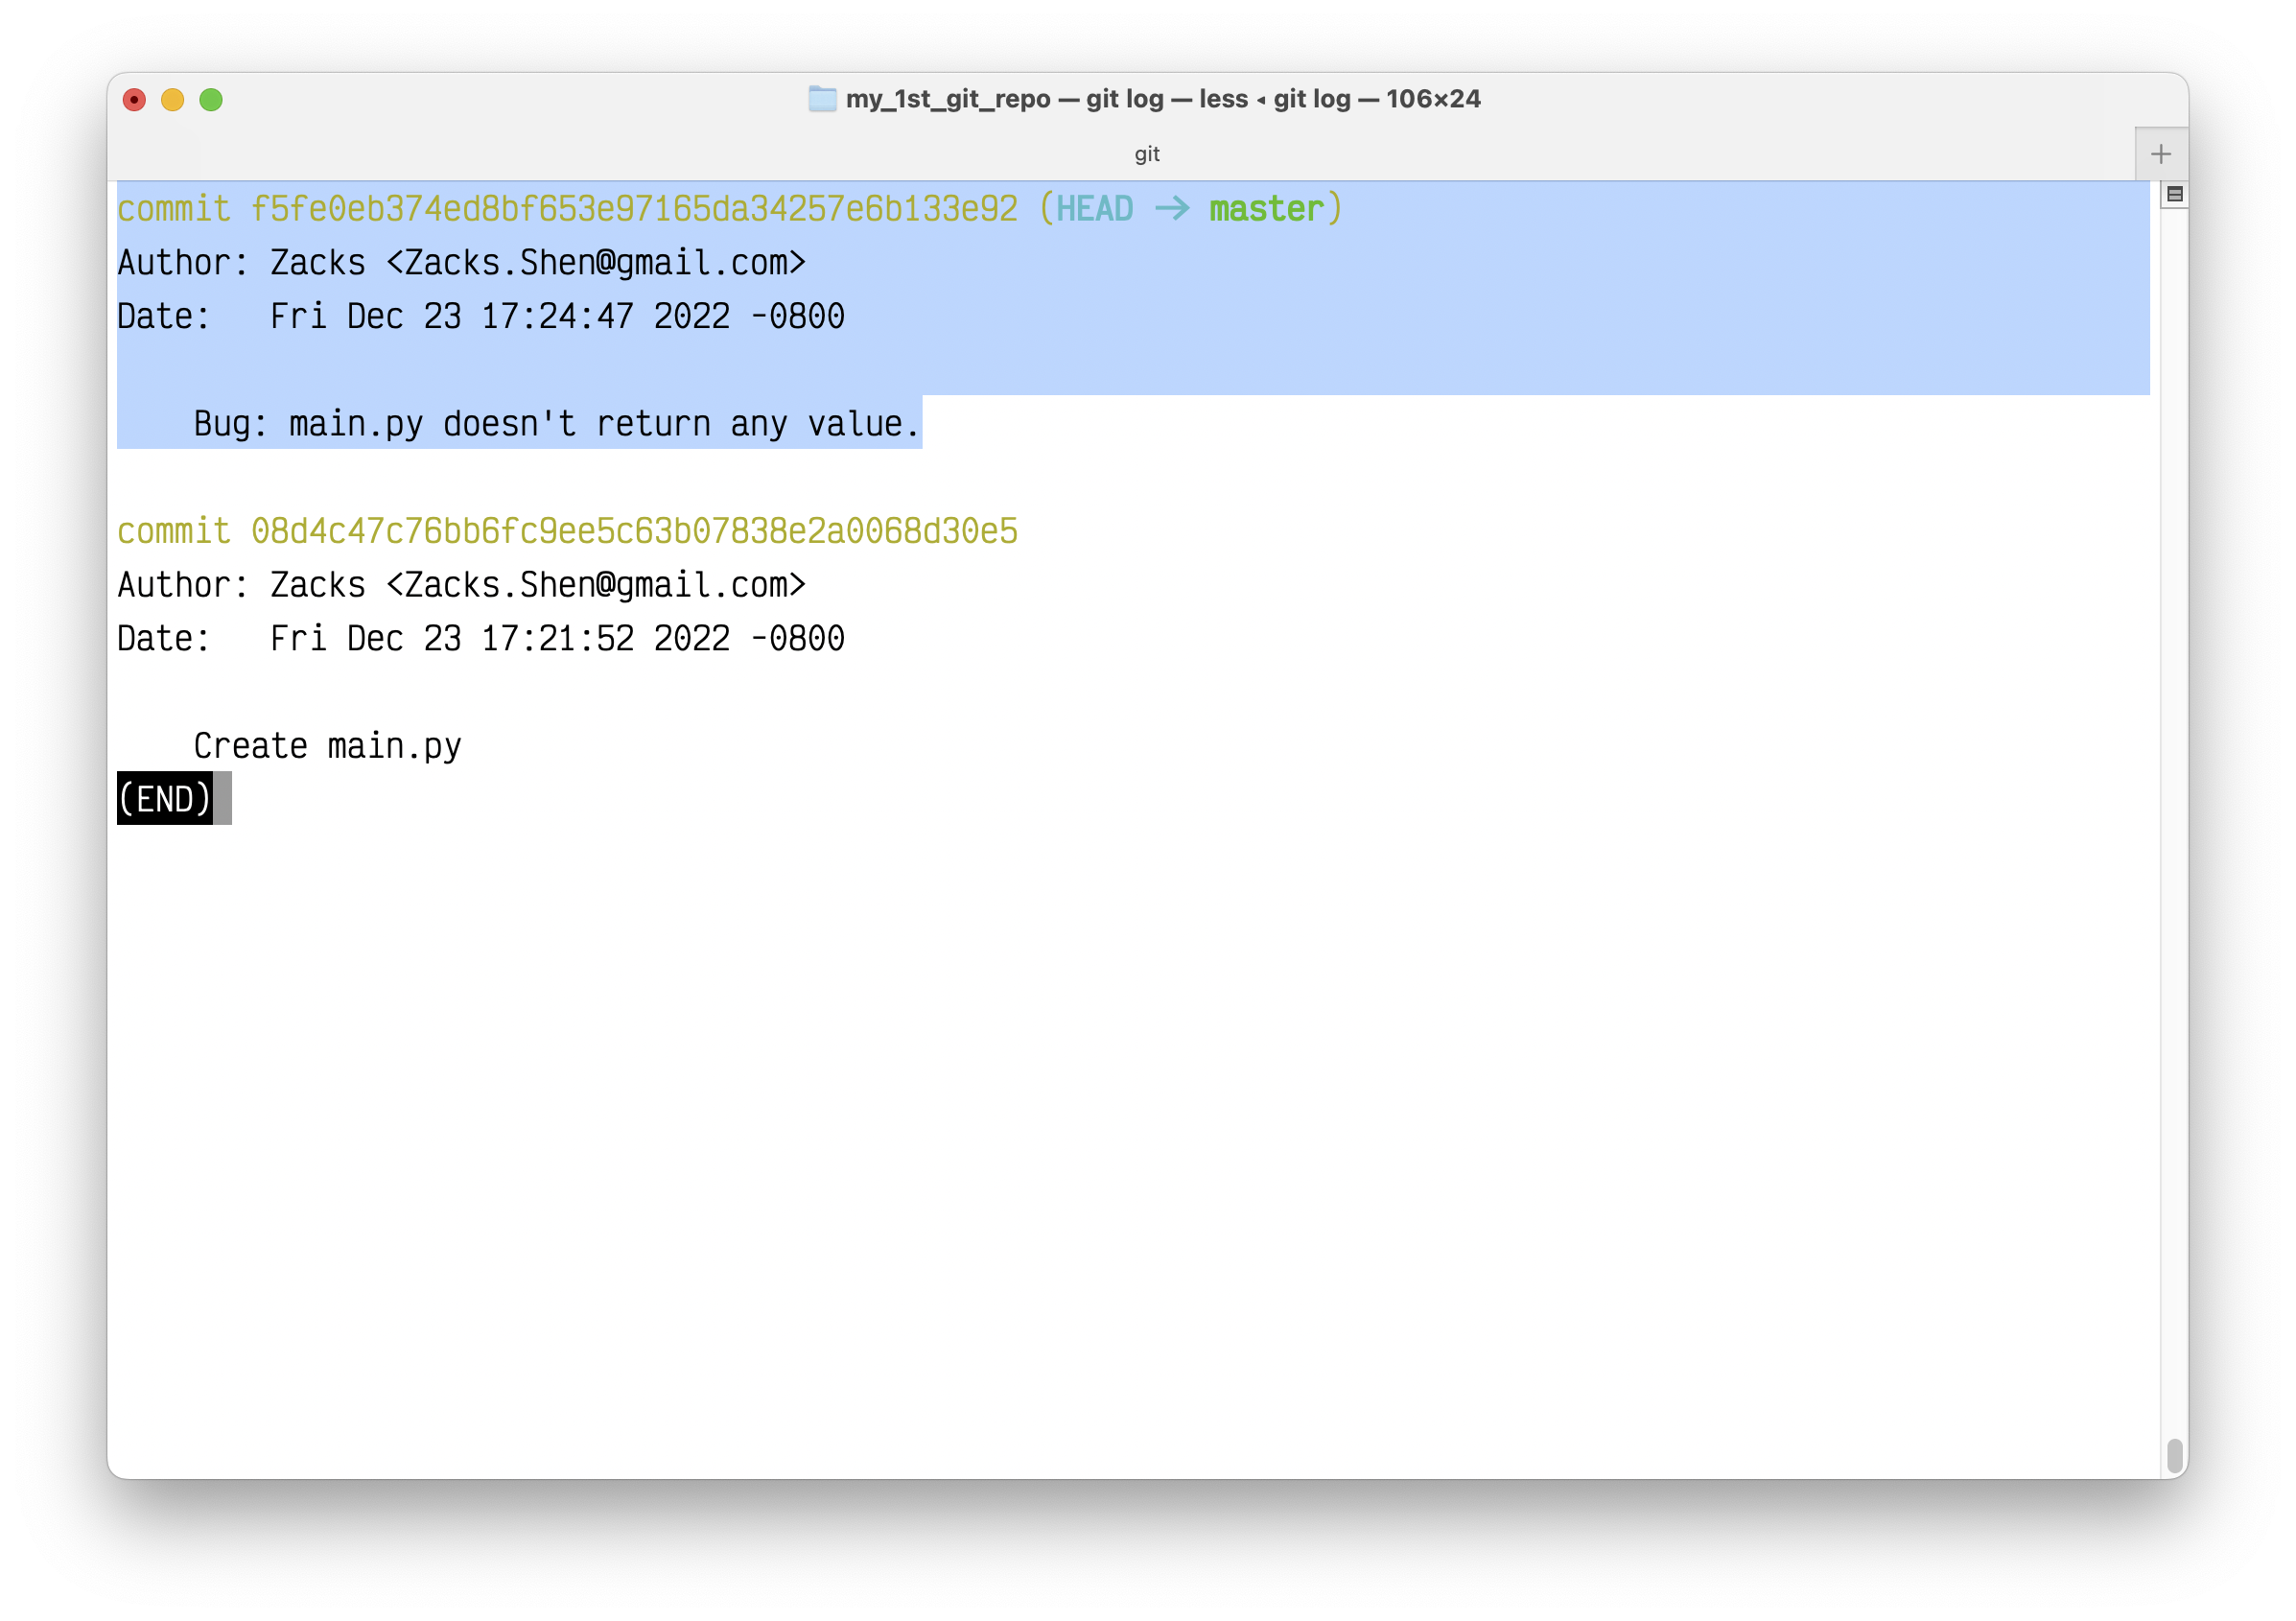 my_1st_git_repo — git log — less ◂ git log — 106×24
git
commit f5fe0eb374ed8bf653e97165da34257e6b133e92 (HEAD -> master)
Author: Zacks <Zacks.Shen@gmail.com>
Date:   Fri Dec 23 17:24:47 2022 -0800
    Bug: main.py doesn't return any value.
commit 08d4c47c76bb6fc9ee5c63b07838e2a0068d30e5
Author: Zacks <Zacks.Shen@gmail.com>
Date:   Fri Dec 23 17:21:52 2022 -0800
    Create main.py
(END)